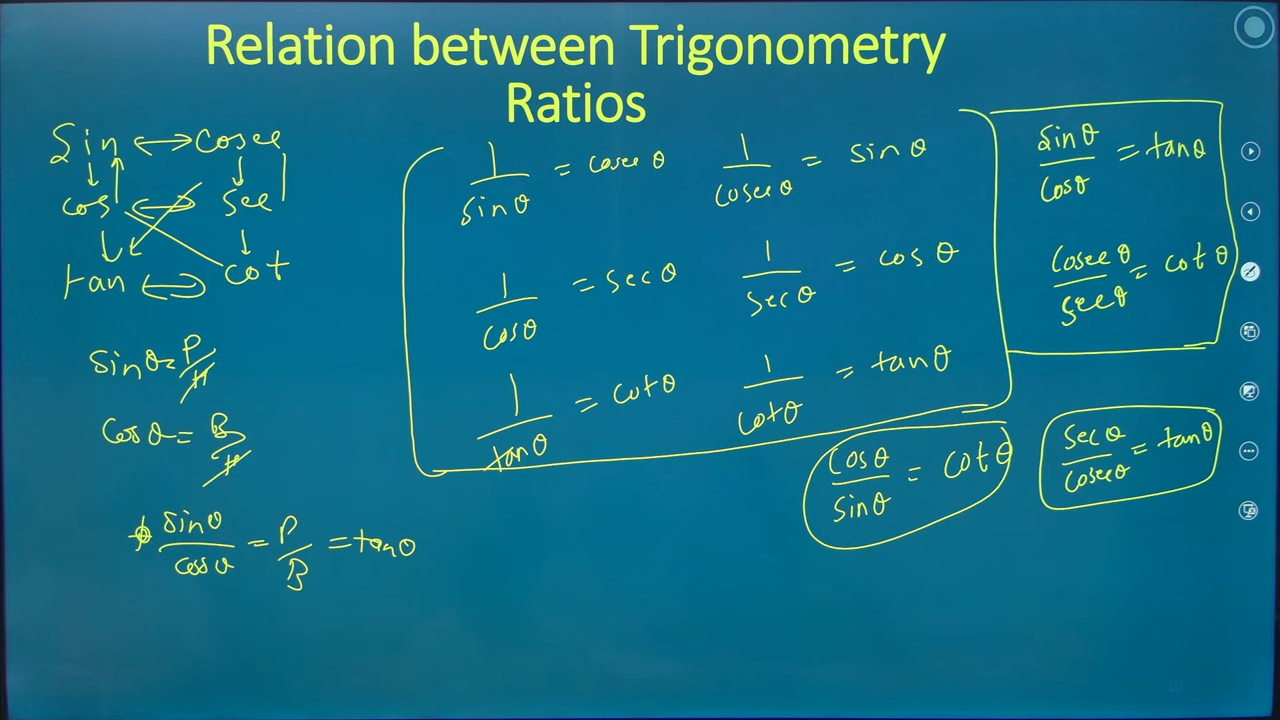 Relation between Trigonometry
Ratios
Sin ↔ Cosec
cos ↔ sec
tan ↔ cot
sinθ = P/H
cosθ = B/H
sinθ/cosθ = P/B = tanθ
1/sinθ = cosecθ
1/cosecθ = sinθ
1/cosθ = secθ
1/secθ = cosθ
1/tanθ = cotθ
1/cotθ = tanθ
sinθ/cosθ = tanθ
cosecθ/secθ = cotθ
cosθ/sinθ = cotθ
secθ/cosecθ = tanθ